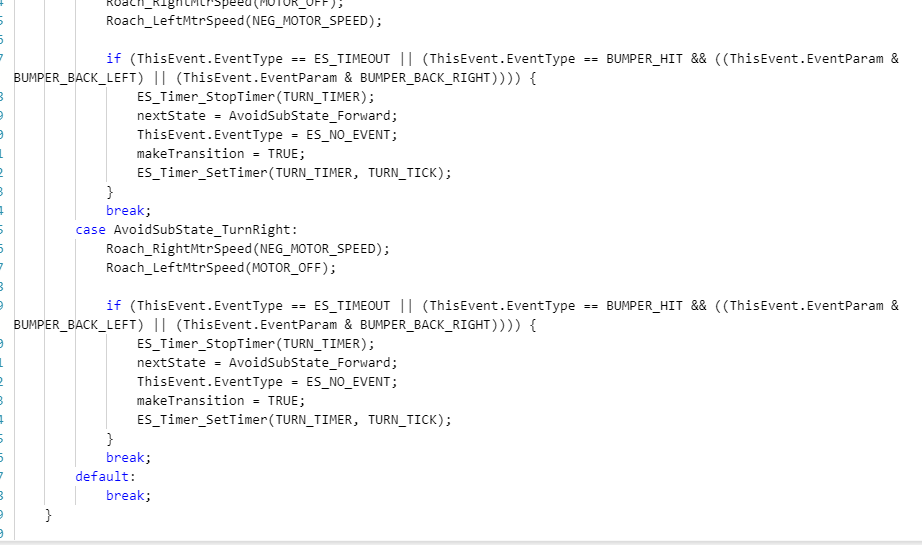 Roach_RightMtrSpeed(MOTOR_OFF);
Roach_LeftMtrSpeed(NEG_MOTOR_SPEED);
if (ThisEvent.EventType == ES_TIMEOUT || (ThisEvent.EventType == BUMPER_HIT && ((ThisEvent.EventParam &
BUMPER_BACK_LEFT) || (ThisEvent.EventParam & BUMPER_BACK_RIGHT)))) {
ES_Timer_StopTimer(TURN_TIMER);
nextState = AvoidSubState_Forward;
ThisEvent.EventType = ES_NO_EVENT;
makeTransition = TRUE;
ES_Timer_SetTimer(TURN_TIMER, TURN_TICK);
}
break;
case AvoidSubState_TurnRight:
Roach_RightMtrSpeed(NEG_MOTOR_SPEED);
Roach_LeftMtrSpeed(MOTOR_OFF);
if (ThisEvent.EventType == ES_TIMEOUT || (ThisEvent.EventType == BUMPER_HIT && ((ThisEvent.EventParam &
BUMPER_BACK_LEFT) || (ThisEvent.EventParam & BUMPER_BACK_RIGHT)))) {
ES_Timer_StopTimer(TURN_TIMER);
nextState = AvoidSubState_Forward;
ThisEvent.EventType = ES_NO_EVENT;
makeTransition = TRUE;
ES_Timer_SetTimer(TURN_TIMER, TURN_TICK);
}
break;
default:
break;
}